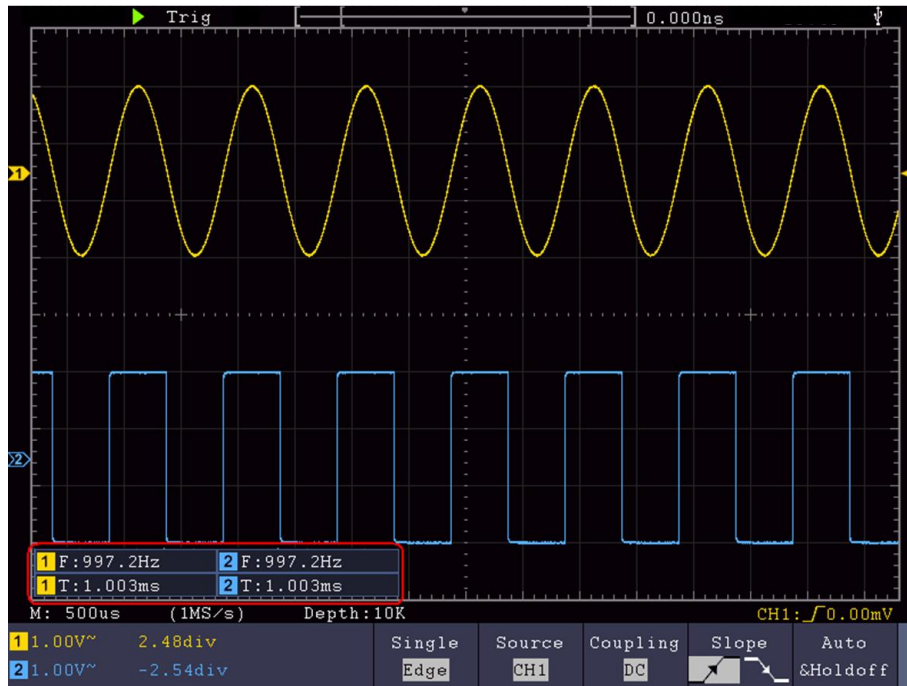 Trig 0.000ns
1
2
1 F:997.2Hz 2 F:997.2Hz
1 T:1.003ms 2 T:1.003ms
M: 500us (1MS/s) Depth:10K CH1: 0.00mV
1 1.00V~ 2.48div Single Source Coupling Slope Auto
2 1.00V~ -2.54div Edge CH1 DC &Holdoff